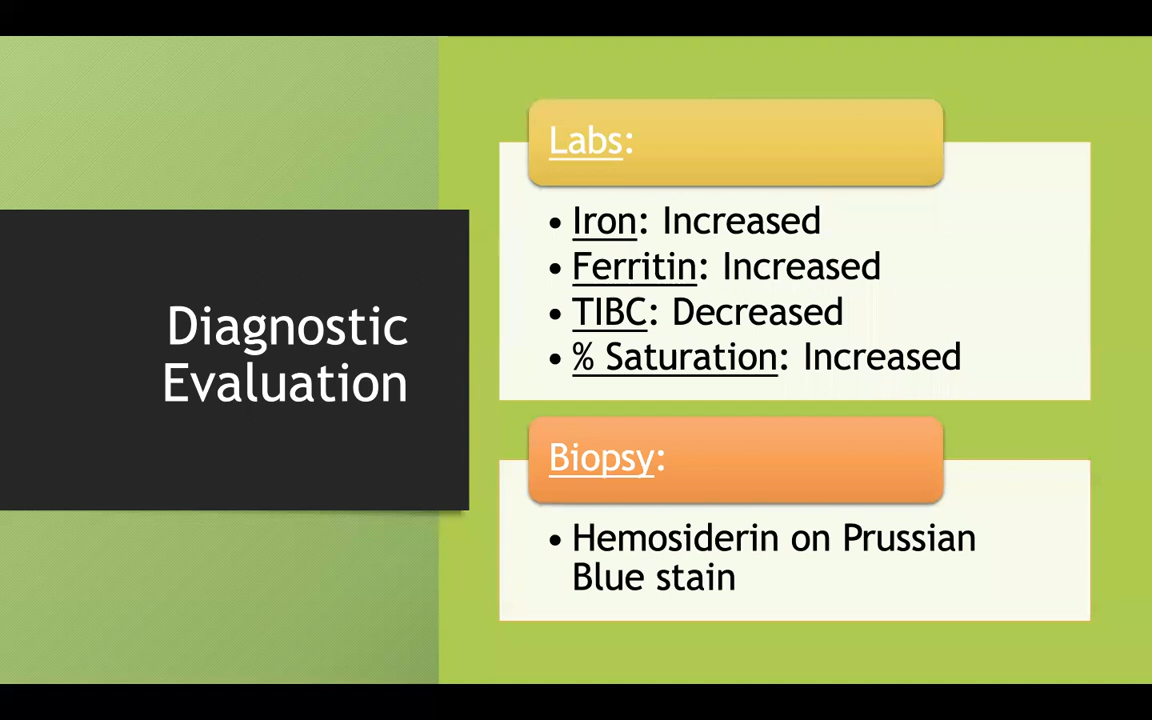 Diagnostic
Evaluation
Labs:
• Iron: Increased
• Ferritin: Increased
• TIBC: Decreased
• % Saturation: Increased
Biopsy:
• Hemosiderin on Prussian
Blue stain